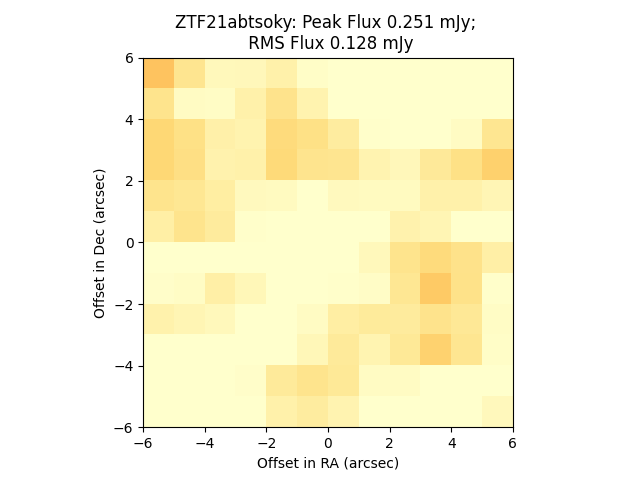 ZTF21abtsoky: Peak Flux 0.251 mJy;
RMS Flux 0.128 mJy
6
4
2
0
−2
−4
−6
Offset in Dec (arcsec)
−6 −4 −2 0 2 4 6
Offset in RA (arcsec)